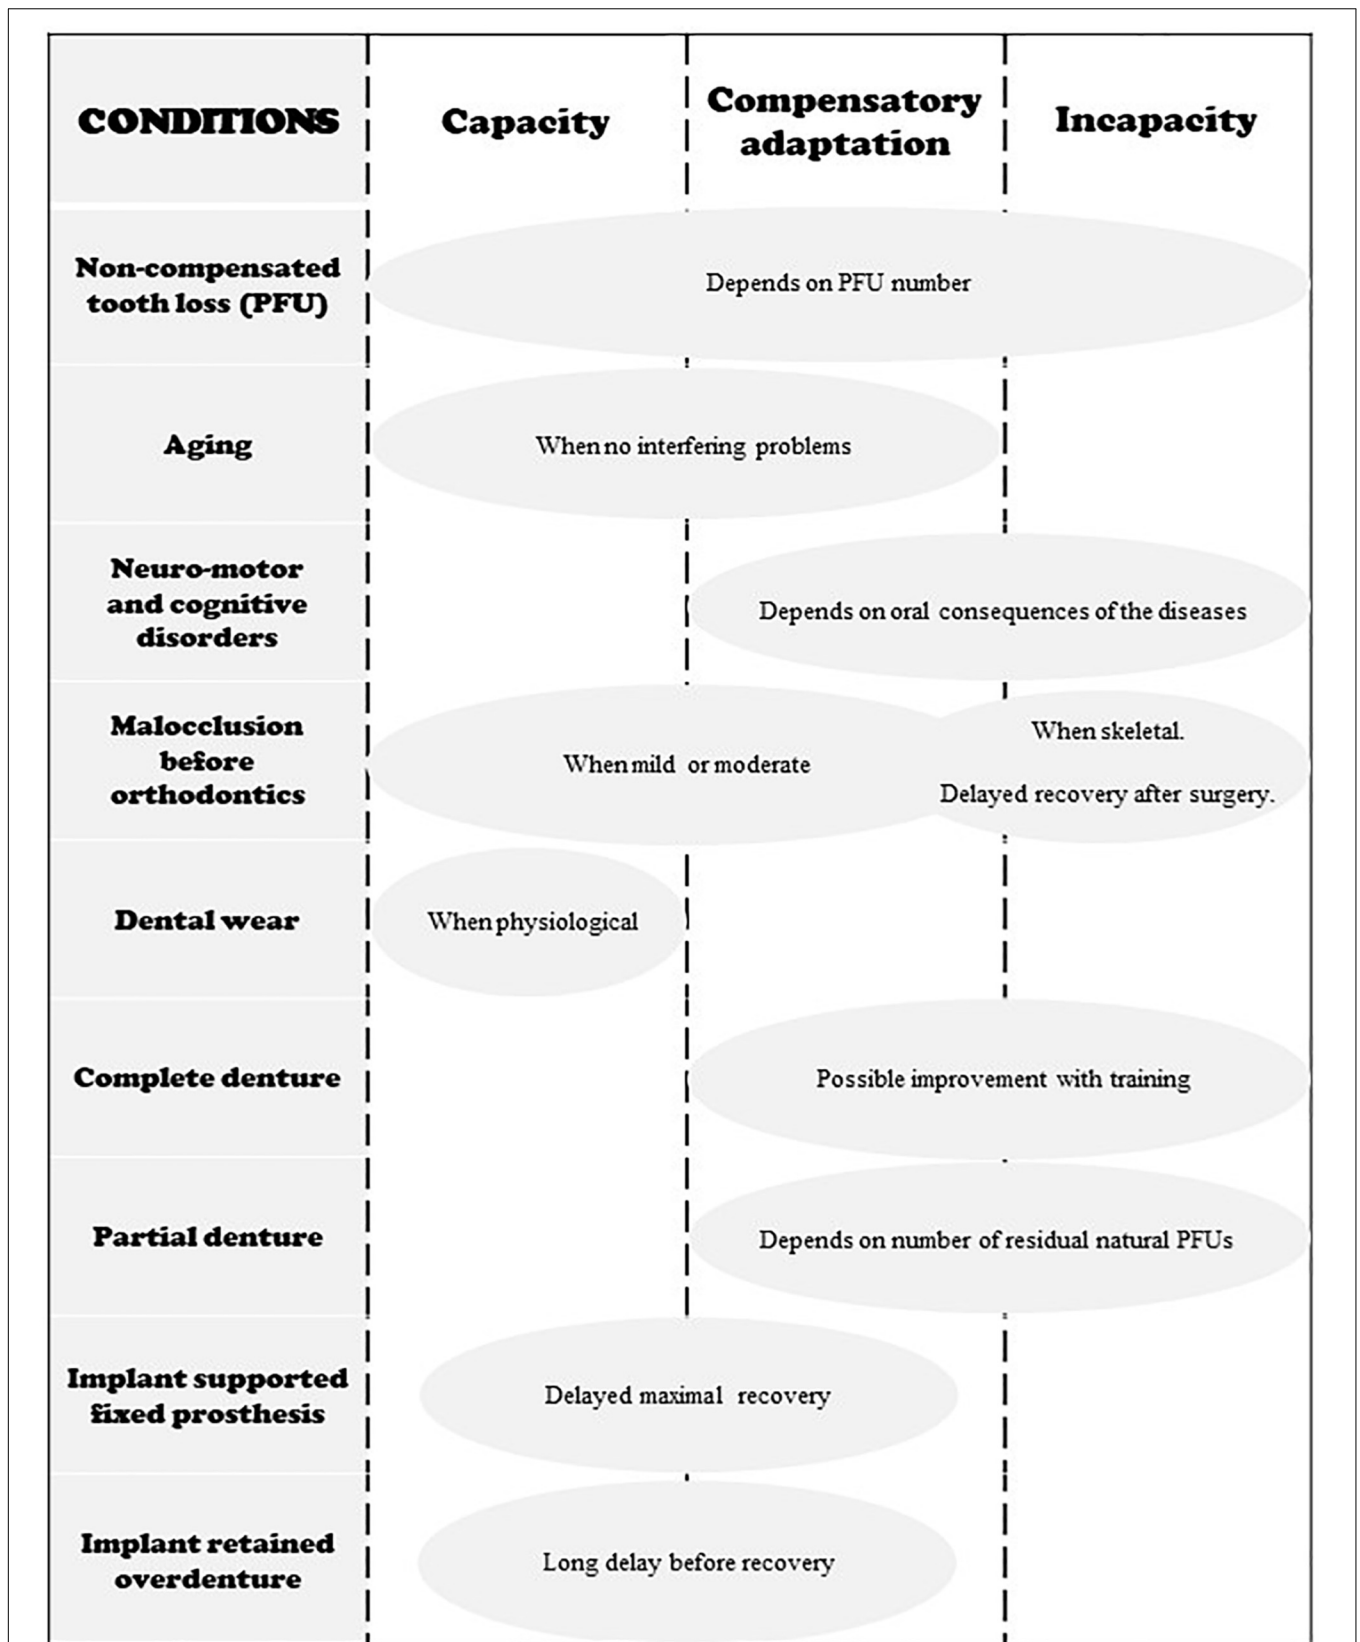 CONDITIONS
Capacity
Compensatory
adaptation
Incapacity
Non-compensated
tooth loss (PFU)
Depends on PFU number
Aging
When no interfering problems
Neuro-motor
and cognitive
disorders
Depends on oral consequences of the diseases
Malocclusion
before
orthodontics
When mild or moderate
When skeletal.
Delayed recovery after surgery.
Dental wear
When physiological
Complete denture
Possible improvement with training
Partial denture
Depends on number of residual natural PFUs
Implant supported
fixed prosthesis
Delayed maximal recovery
Implant retained
overdenture
Long delay before recovery